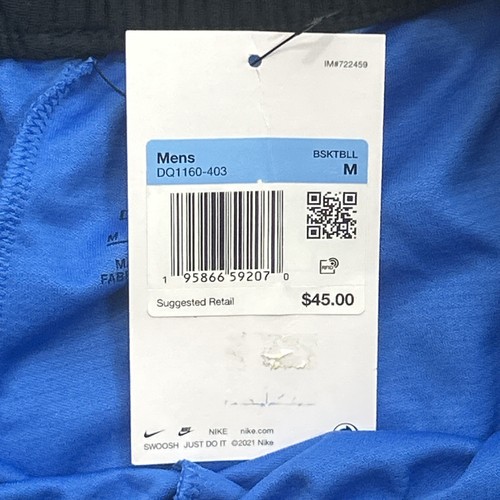 IM#722459
Mens BSKTBLL
DQ1160-403 M
1 95866 59207 0
RFID
Suggested Retail $45.00
NIKE nike.com
SWOOSH JUST DO IT ©2021 Nike